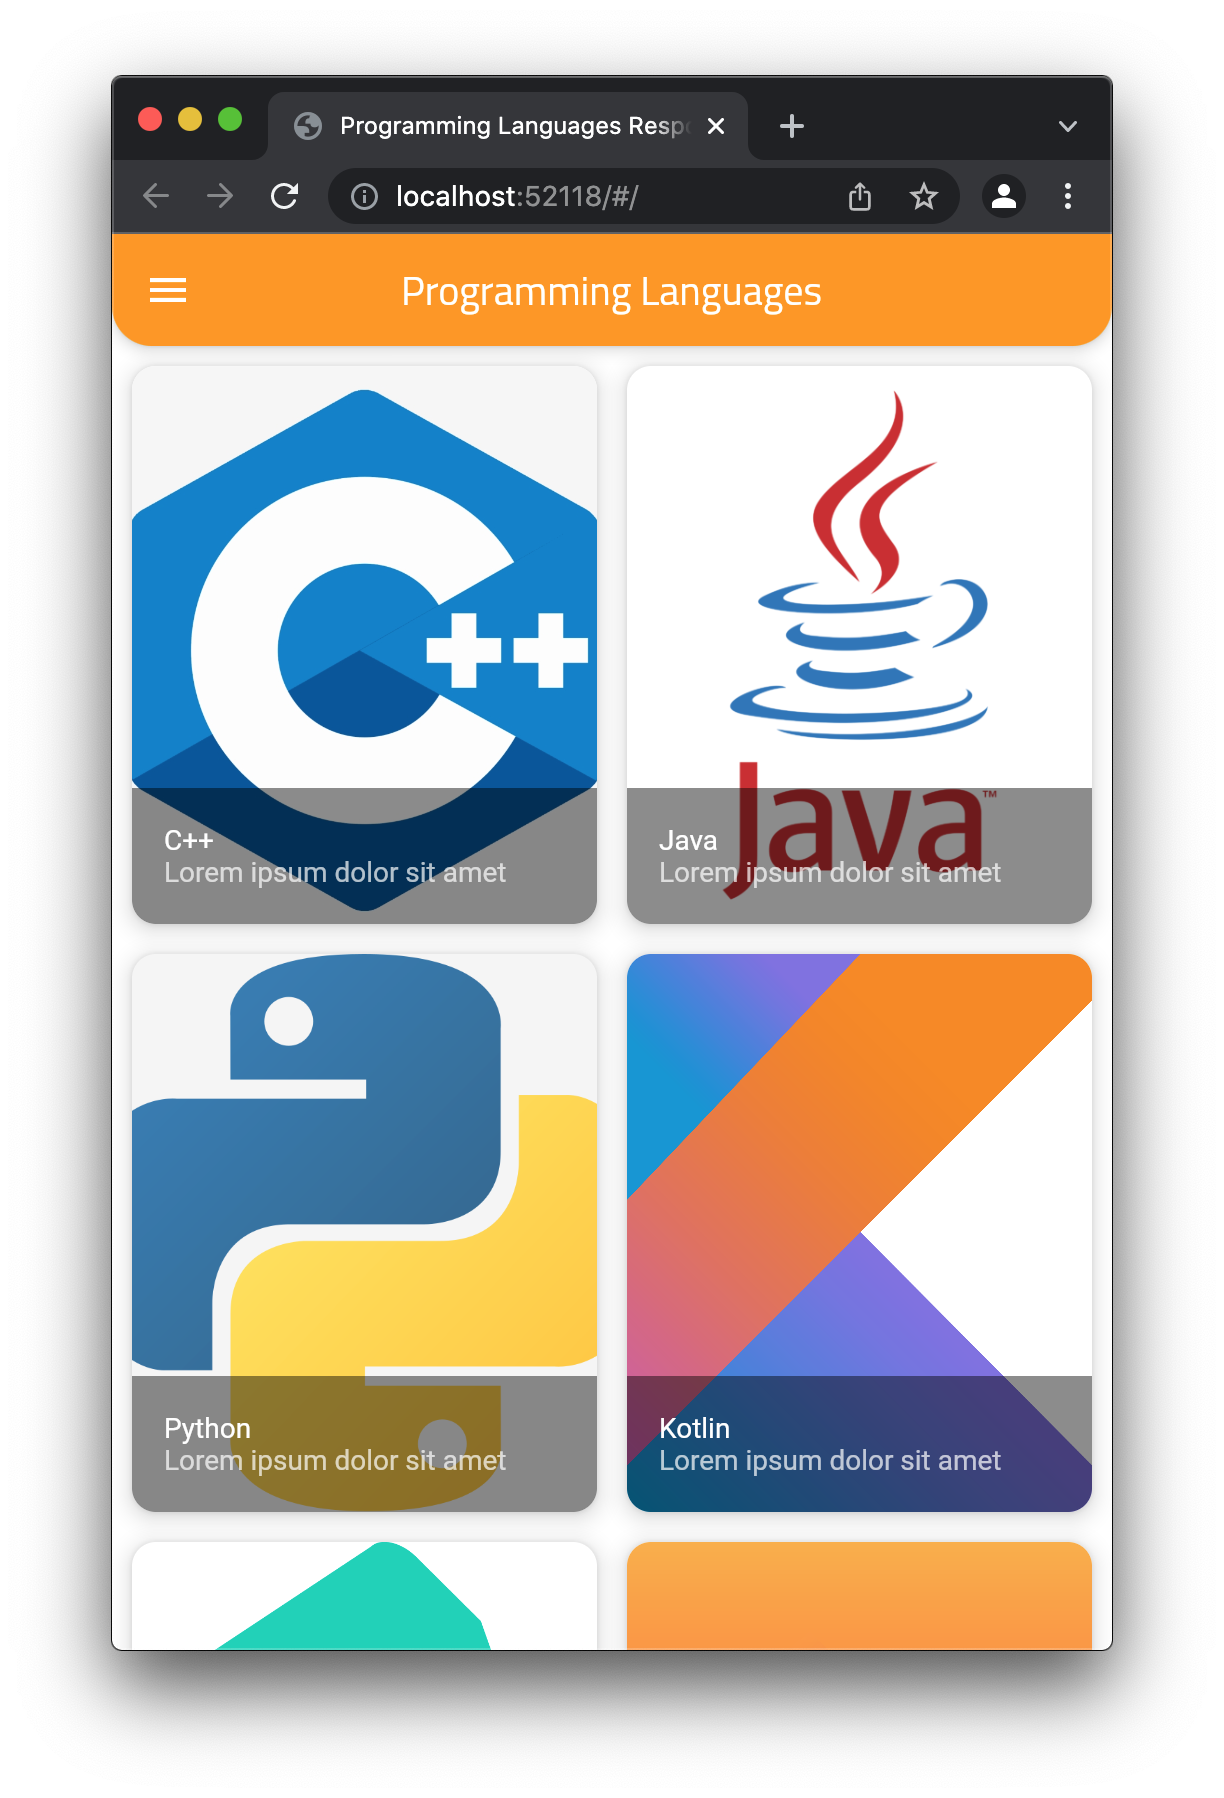 Programming Languages Resp
localhost:52118/#/
Programming Languages
C++
C++
Lorem ipsum dolor sit amet
Java™
Java
Lorem ipsum dolor sit amet
Python
Lorem ipsum dolor sit amet
Kotlin
Lorem ipsum dolor sit amet